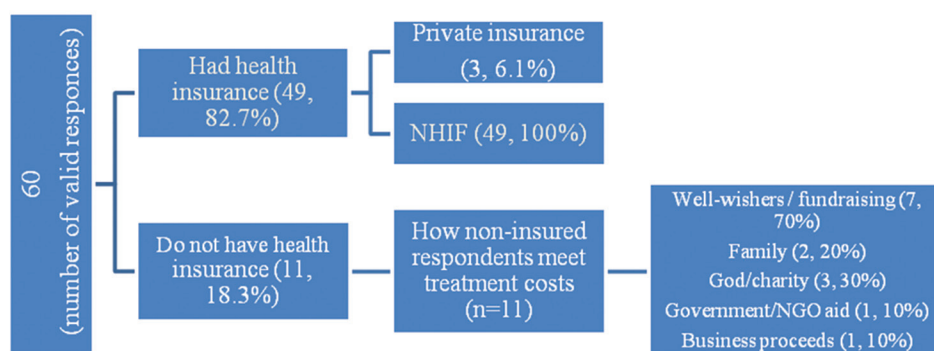 60
(number of valid responces)
Had health
insurance (49,
82.7%)
Private insurance
(3, 6.1%)
NHIF (49, 100%)
Do not have health
insurance (11,
18.3%)
How non-insured
respondents meet
treatment costs
(n=11)
Well-wishers / fundraising (7,
70%)
Family (2, 20%)
God/charity (3, 30%)
Government/NGO aid (1, 10%)
Business proceeds (1, 10%)